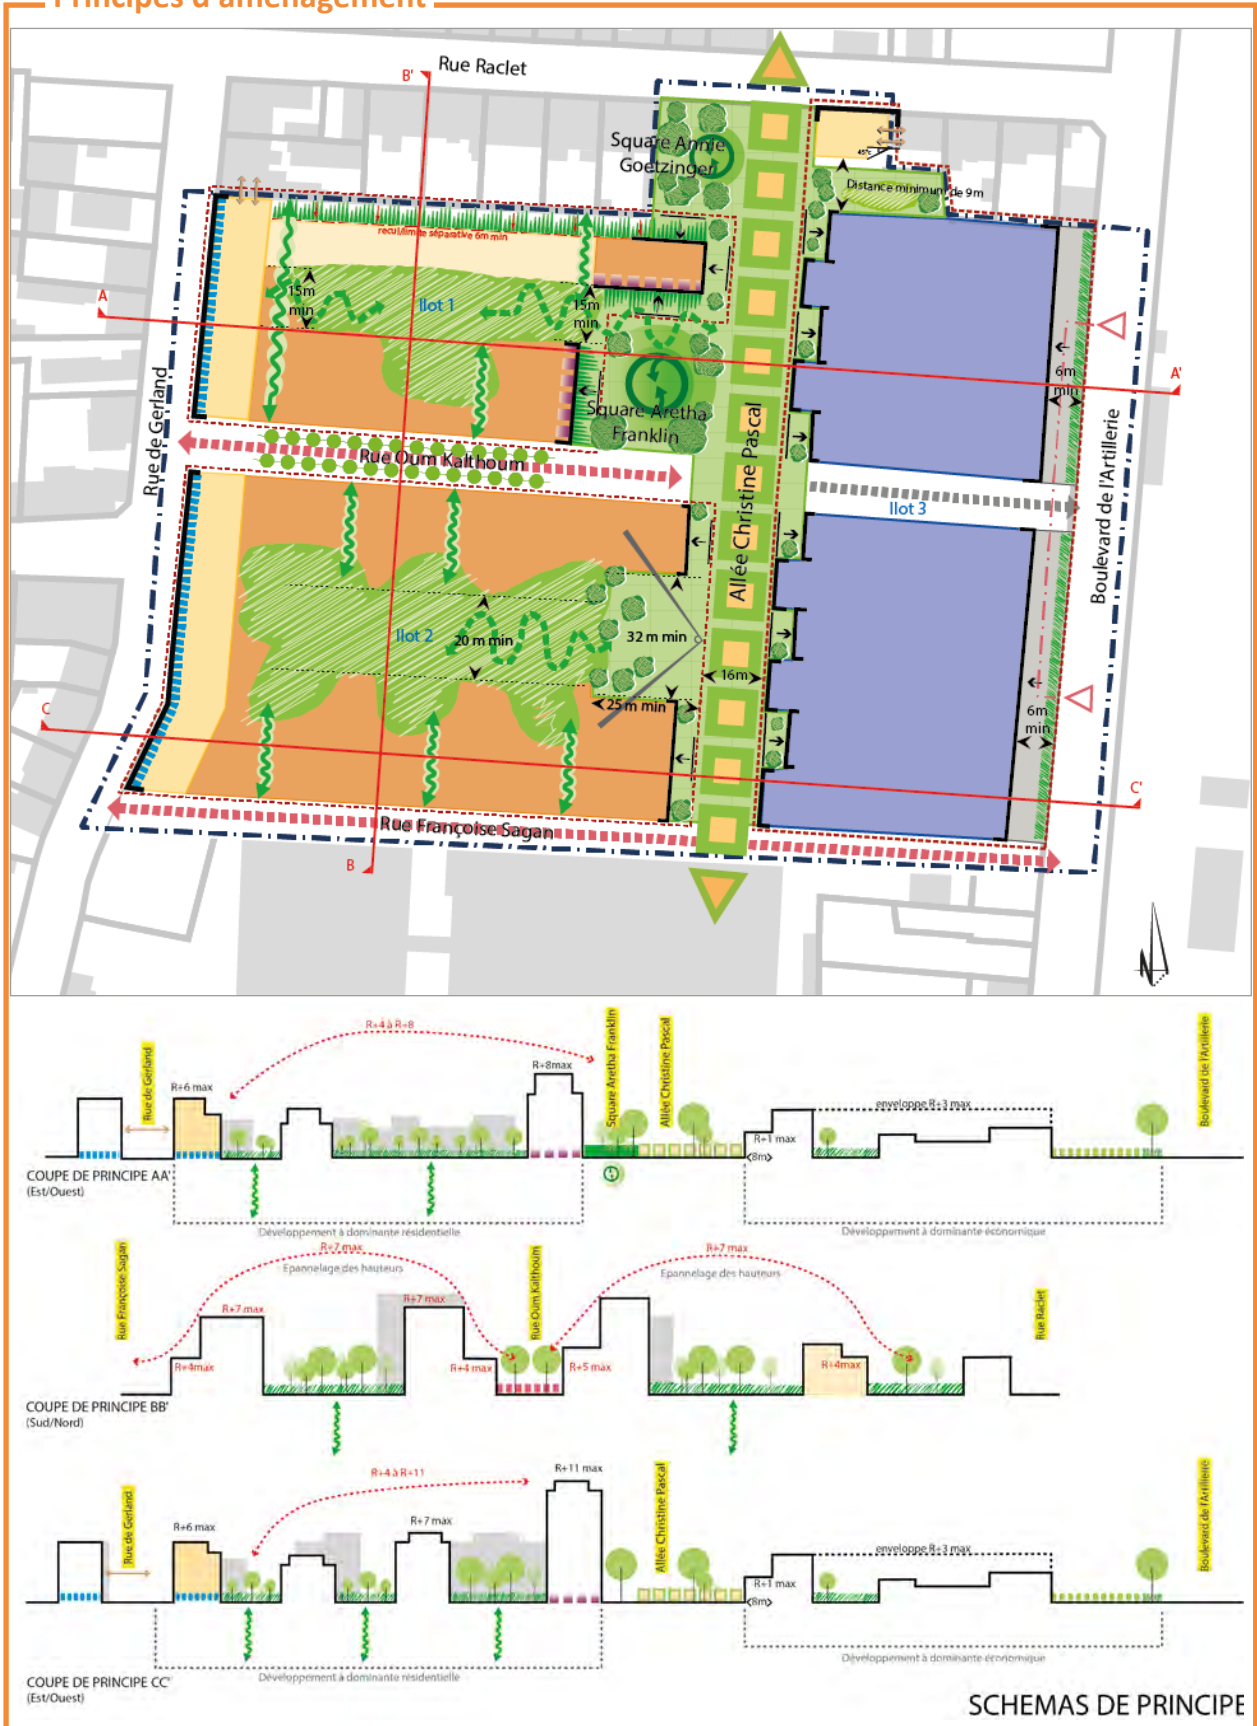 Principes d'aménagement
B'
Rue Raclet
Square Annie
Goetzinger
45°
Distance minimum de 9m
recul/limite séparative 6m min
A
15m
min
Ilot 1
15m
min
6m
min
A'
Rue de Gerland
Square Aretha
Franklin
Rue Oum Kalthoum
Allée Christine Pascal
Boulevard de l'Artillerie
Ilot 3
Ilot 2
20 m min
32 m min
16m
25 m min
6m
min
C
C'
Rue Françoise Sagan
B
N
R+4 à R+8
Rue de Gerland
R+6 max
R+8max
Square Aretha Franklin
Allée Christine Pascal
Boulevard de l'Artillerie
enveloppe R+3 max
R+1 max
8m
COUPE DE PRINCIPE AA'
(Est/Ouest)
Développement à dominante résidentielle
Développement à dominante économique
Rue Françoise Sagan
R+7 max
Epannelage des hauteurs
Rue Oum Kalthoum
R+7 max
Epannelage des hauteurs
Rue Raclet
R+7 max
R+7 max
R+4max
R+4 max
R+5 max
R+4max
COUPE DE PRINCIPE BB'
(Sud/Nord)
R+4 à R+11
R+11 max
Rue de Gerland
R+6 max
R+7 max
Allée Christine Pascal
Boulevard de l'Artillerie
enveloppe R+3 max
R+1 max
8m
Développement à dominante résidentielle
Développement à dominante économique
COUPE DE PRINCIPE CC'
(Est/Ouest)
SCHEMAS DE PRINCIPE